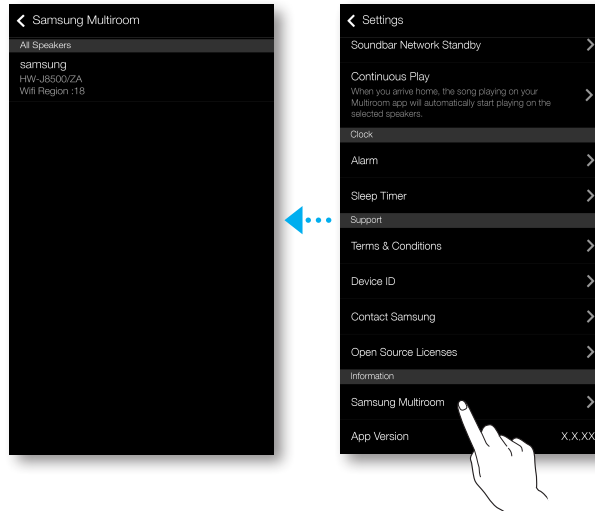 Samsung Multiroom
All Speakers
samsung
HW-J8500/ZA
Wifi Region :18
Settings
Soundbar Network Standby
Continuous Play
When you arrive home, the song playing on your
Multiroom app will automatically start playing on the
selected speakers.
Clock
Alarm
Sleep Timer
Support
Terms & Conditions
Device ID
Contact Samsung
Open Source Licenses
Information
Samsung Multiroom
App Version X.X.XX